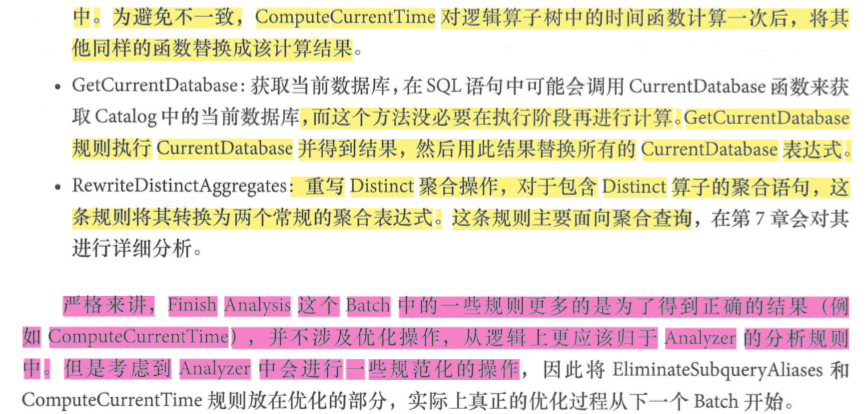 中。为避免不一致，ComputeCurrentTime 对逻辑算子树中的时间函数计算一次后，将其
他同样的函数替换成该计算结果。
• GetCurrentDatabase：获取当前数据库，在 SQL 语句中可能会调用 CurrentDatabase 函数来获
取 Catalog 中的当前数据库，而这个方法没必要在执行阶段再进行计算。GetCurrentDatabase
规则执行 CurrentDatabase 并得到结果，然后用此结果替换所有的 CurrentDatabase 表达式。
• RewriteDistinctAggregates：重写 Distinct 聚合操作，对于包含 Distinct 算子的聚合语句，这
条规则将其转换为两个常规的聚合表达式。这条规则主要面向聚合查询，在第 7 章会对其
进行详细分析。
严格来讲，Finish Analysis 这个 Batch 中的一些规则更多的是为了得到正确的结果（例
如 ComputeCurrentTime），并不涉及优化操作，从逻辑上更应该归于 Analyzer 的分析规则
中。但是考虑到 Analyzer 中会进行一些规范化的操作，因此将 EliminateSubqueryAliases 和
ComputeCurrentTime 规则放在优化的部分，实际上真正的优化过程从下一个 Batch 开始。